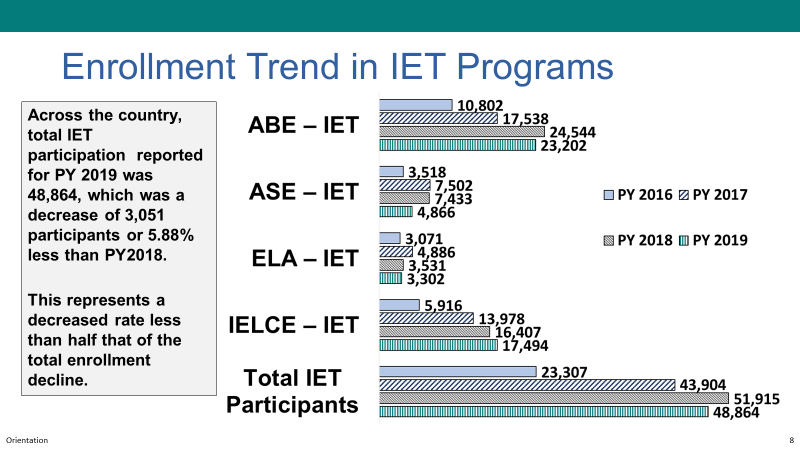 Enrollment Trend in IET Programs
Across the country,
total IET
participation reported
for PY 2019 was
48,864, which was a
decrease of 3,051
participants or 5.88%
less than PY2018.
This represents a
decreased rate less
than half that of the
total enrollment
decline.
ABE – IET
10,802
17,538
24,544
23,202
ASE – IET
3,518
7,502
7,433
4,866
ELA – IET
3,071
4,886
3,531
3,302
IELCE – IET
5,916
13,978
16,407
17,494
Total IET
Participants
23,307
43,904
51,915
48,864
PY 2016 PY 2017
PY 2018 PY 2019
Orientation
8